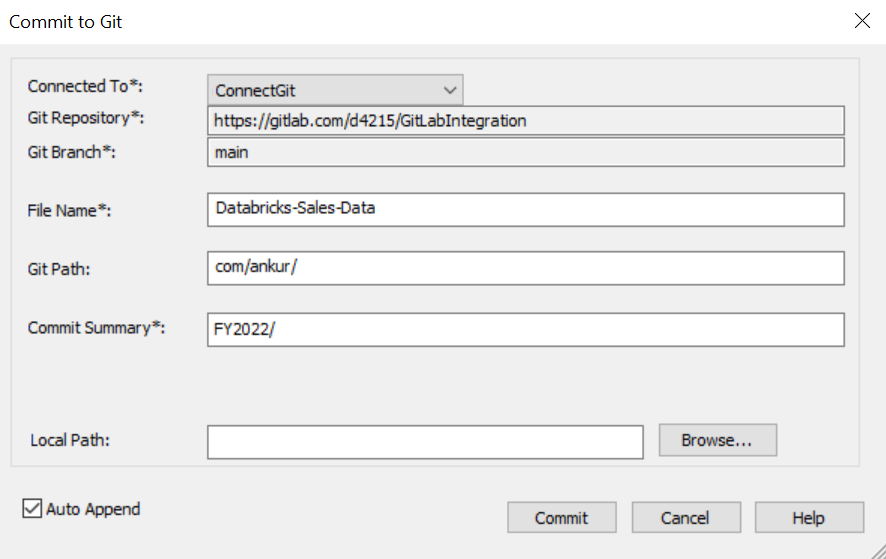 Commit to Git
Connected To*: ConnectGit
Git Repository*: https://gitlab.com/d4215/GitLabIntegration
Git Branch*: main
File Name*: Databricks-Sales-Data
Git Path: com/ankur/
Commit Summary*: FY2022/
Local Path: Browse...
Auto Append Commit Cancel Help